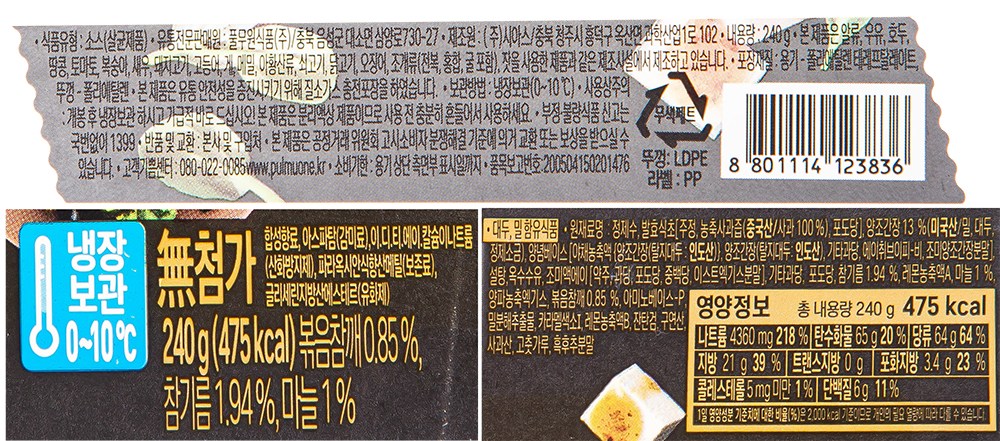 • 식품유형 : 소스(살균제품) • 유통전문판매원 : 풀무원식품(주)/충북 음성군 대소면 삼양로730-27 • 제조원 : (주)시아스/충북 청주시 흥덕구 옥산면 과학산업1로 102 • 내용량 : 240 g • 본 제품은 알류, 우유, 호두,
땅콩, 토마토, 복숭아, 새우, 돼지고기, 고등어, 게, 메밀, 아황산류, 쇠고기, 닭고기, 오징어, 조개류(전복, 홍합, 굴 포함), 잣을 사용한 제품과 같은 제조시설에서 제조하고 있습니다. • 포장재질 : 용기 - 폴리에틸렌 테레프탈레이트,
뚜껑 - 폴리에틸렌 • 본 제품은 유통 안전성을 증진시키기 위해 질소가스 충전포장을 하였습니다. • 보관방법 : 냉장보관(0~10℃) • 사용상주의
: 개봉 후 냉장보관 하시고 가급적 빨리 드십시오! 본 제품은 분리액상 제품이므로 사용 전 충분히 흔들어서 사용하세요. • 부정·불량식품 신고는
국번없이 1399 • 반품 및 교환 : 본사 및 구입처 • 본 제품은 공정거래 위원회 고시 소비자 분쟁해결 기준에 의거 교환 또는 보상을 받으실 수
있습니다. • 고객기쁨센터 : 080-022-0085 www.pulmuone.kr • 소비기한 : 용기 상단 측면부 표시일까지 • 품목보고번호: 200504150201476
무색페트
뚜껑 : LDPE
라벨 : PP
8 801114 123836
냉장
보관
0~10℃
無첨가
합성향료, 아스파탐(감미료), 이.디.티.에이.칼슘이나트륨
(산화방지제), 파라옥시안식향산메틸(보존료),
글리세린지방산에스테르(유화제)
240 g (475 kcal) 볶음참깨 0.85 %,
참기름 1.94 %, 마늘 1 %
• 대두, 밀 함유 식품 • 원재료명 : 정제수, 발효식초[주정, 농축사과즙(중국산/사과 100 %), 포도당], 양조간장 13 %(미국산/밀, 대두,
정제소금), 양념베이스 [야채농축액 {양조간장(탈지대두 : 인도산)}, 양조간장(탈지대두 : 인도산), 기타과당, 에이취브이피-비, 조미양조간장분말],
설탕, 옥수수유, 조미액에이[약주, 과당, 포도당, 중백당, 이스트엑기스분말], 기타과당, 포도당, 참기름 1.94 %, 레몬농축액A, 마늘 1 %,
양파농축엑기스, 볶음참깨 0.85 %, 아미노베이스-P,
밀분해추출물, 카라멜색소I, 레몬농축액B, 잔탄검, 구연산,
사과산, 고춧가루, 흑후추분말
영양정보 총 내용량 240 g 475 kcal
나트륨 4360 mg 218 % 탄수화물 65 g 20 % 당류 64 g 64 %
지방 21 g 39 % 트랜스지방 0 g 포화지방 3.4 g 23 %
콜레스테롤 5 mg 미만 1 % 단백질 6 g 11 %
1일 영양성분 기준치에 대한 비율(%)은 2,000 kcal 기준이므로 개인의 필요 열량에 따라 다를 수 있습니다.